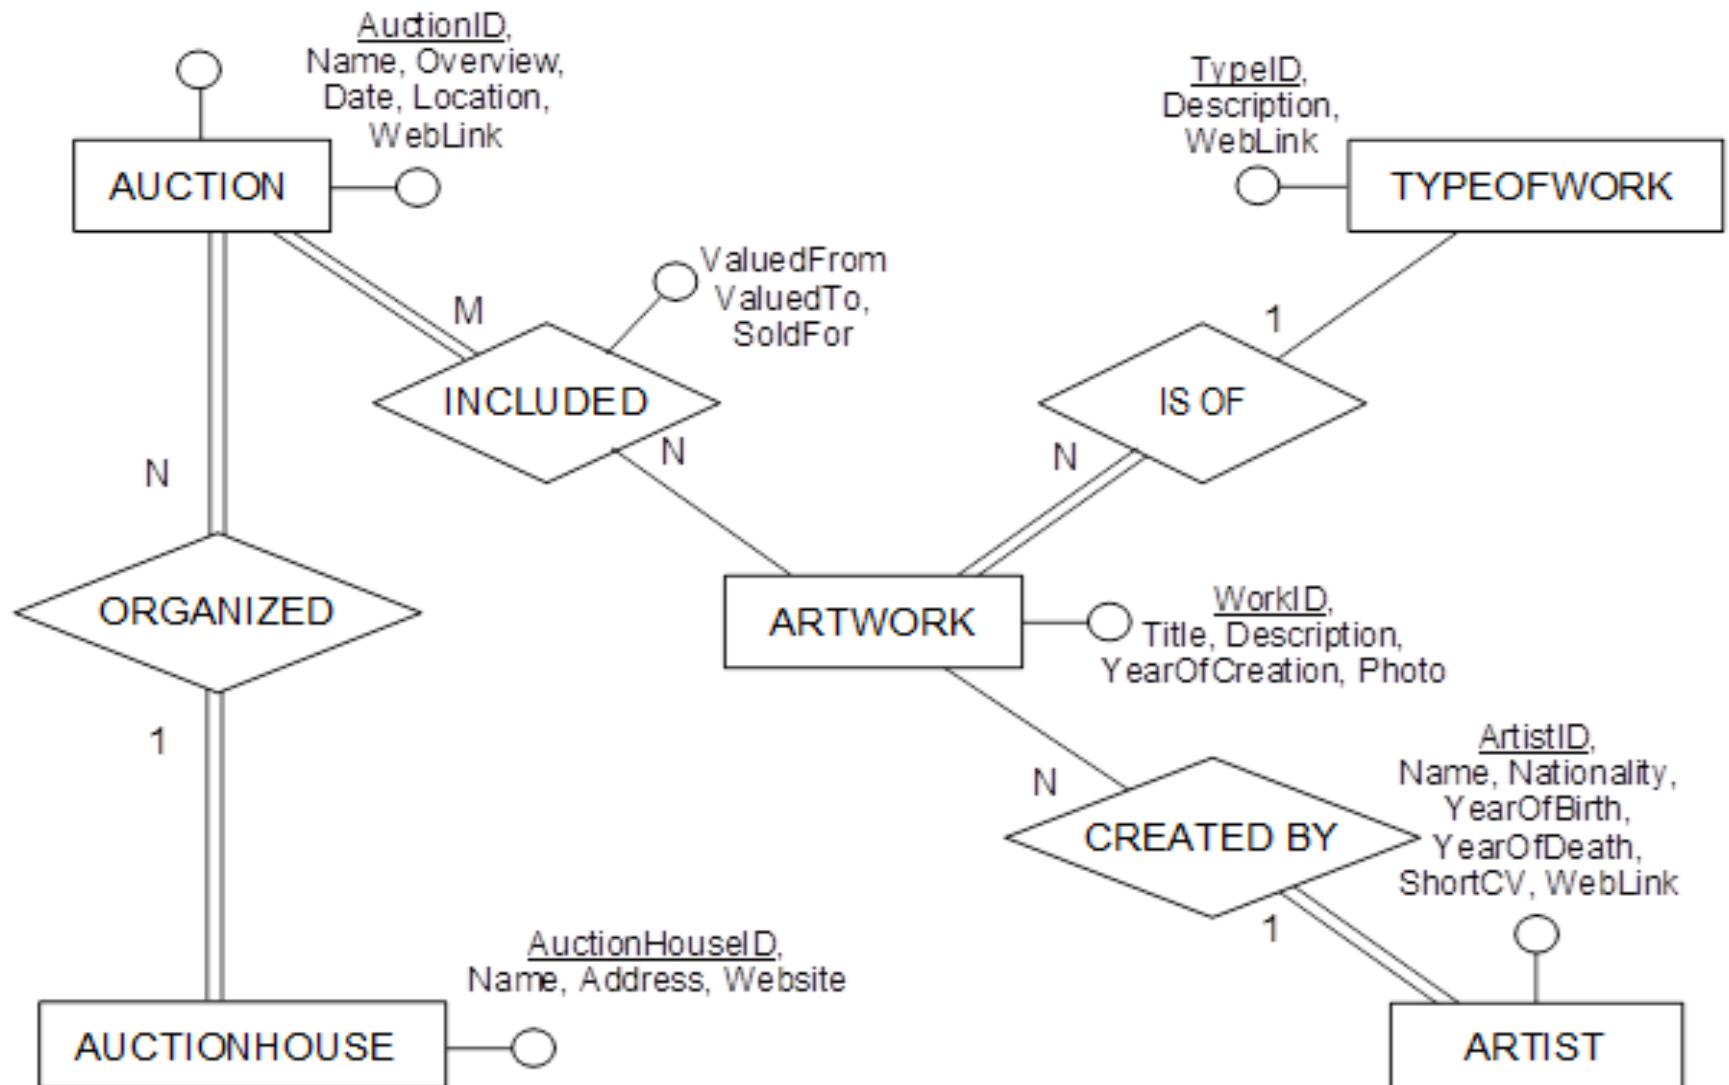 AuctionID,
Name, Overview,
Date, Location,
WebLink
AUCTION
TypeID,
Description,
WebLink
TYPEOFWORK
ValuedFrom
ValuedTo,
SoldFor
M
INCLUDED
N
1
IS OF
N
N
ORGANIZED
1
ARTWORK
WorkID,
Title, Description,
YearOfCreation, Photo
N
CREATED BY
1
ArtistID,
Name, Nationality,
YearOfBirth,
YearOfDeath,
ShortCV, WebLink
AuctionHouseID,
Name, Address, Website
AUCTIONHOUSE
ARTIST